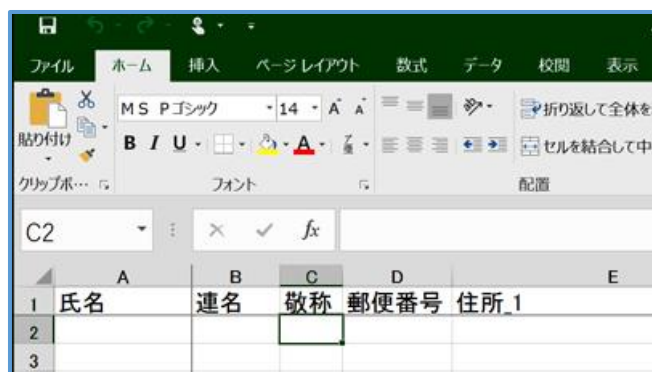 ファイル ホーム 挿入 ページ レイアウト 数式 データ 校閲 表示
MS Pゴシック 14 A A 折り返して全体を
貼り付け B I U A セルを結合して中
クリップボ… フォント 配置
C2 fx
A B C D E
1 氏名 連名 敬称 郵便番号 住所_1
2
3